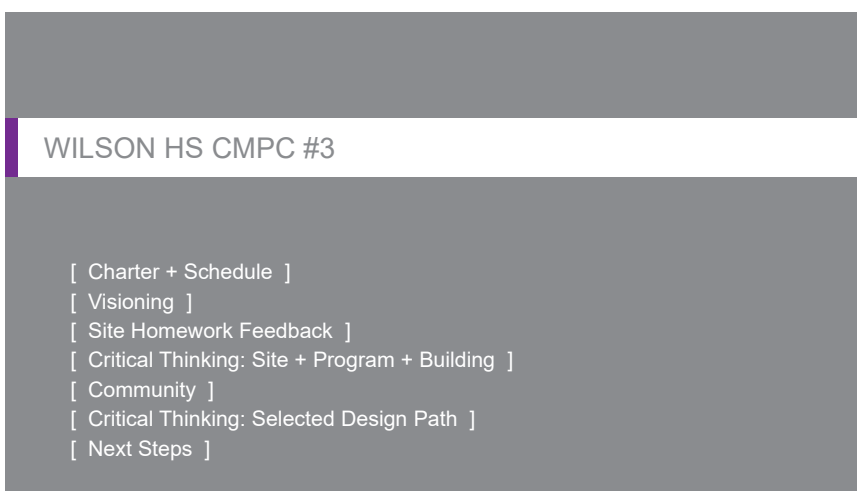 WILSON HS CMPC #3
[ Charter + Schedule ]
[ Visioning ]
[ Site Homework Feedback ]
[ Critical Thinking: Site + Program + Building ]
[ Community ]
[ Critical Thinking: Selected Design Path ]
[ Next Steps ]